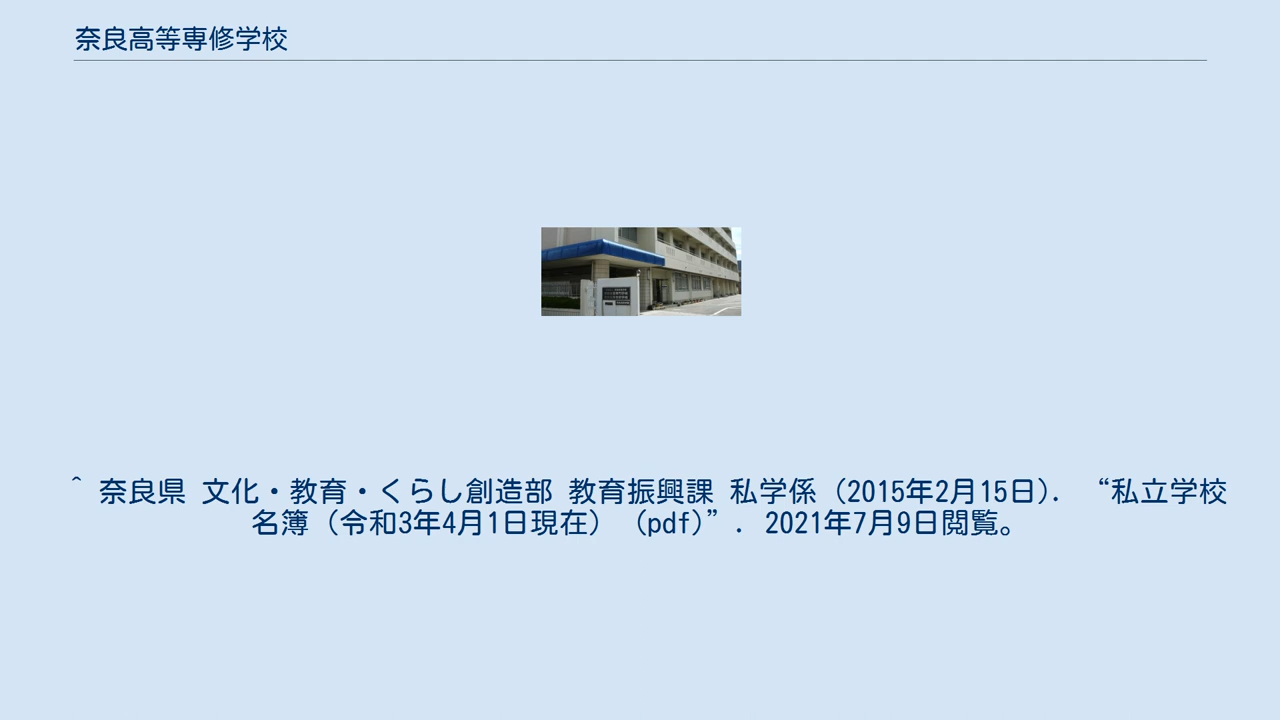 奈良高等専修学校
^ 奈良県 文化・教育・くらし創造部 教育振興課 私学係（2015年2月15日）. “私立学校
名簿（令和3年4月1日現在）（pdf）”. 2021年7月9日閲覧。